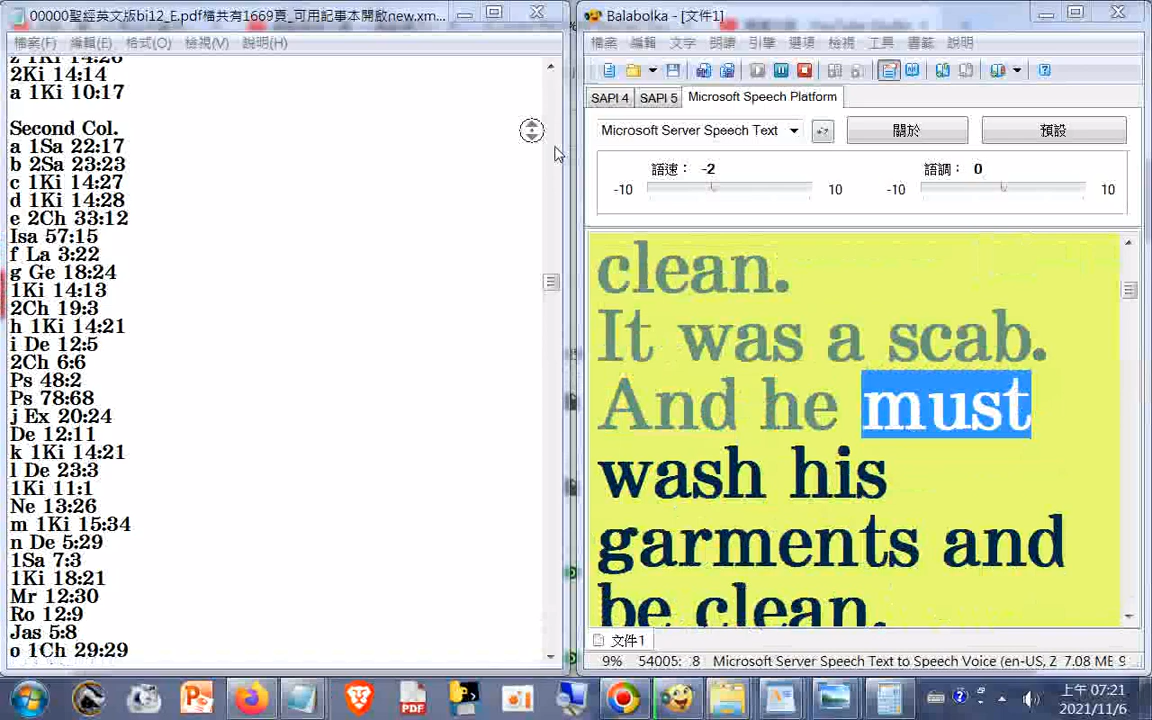 00000聖經英文版bi12_E.pdf檔共有1669頁_可用記事本開啟new.xm...
檔案(F) 編輯(E) 格式(O) 檢視(V) 說明(H)
z 1Ki 14:26
2Ki 14:14
a 1Ki 10:17
Second Col.
a 1Sa 22:17
b 2Sa 23:23
c 1Ki 14:27
d 1Ki 14:28
e 2Ch 33:12
Isa 57:15
f La 3:22
g Ge 18:24
1Ki 14:13
2Ch 19:3
h 1Ki 14:21
i De 12:5
2Ch 6:6
Ps 48:2
Ps 78:68
j Ex 20:24
De 12:11
k 1Ki 14:21
l De 23:3
1Ki 11:1
Ne 13:26
m 1Ki 15:34
n De 5:29
1Sa 7:3
1Ki 18:21
Mr 12:30
Ro 12:9
Jas 5:8
o 1Ch 29:29
Balabolka - [文件1]
檔案 編輯 文字 朗讀 引擎 選項 檢視 工具 書籤 說明
SAPI 4 SAPI 5 Microsoft Speech Platform
Microsoft Server Speech Text 關於 預設
語速： -2 語調： 0
-10 10 -10 10
clean.
It was a scab.
And he must
wash his
garments and
be clean.
文件1
9% 54005: 8 Microsoft Server Speech Text to Speech Voice (en-US, 2 7.08 MB 9
PDF
上午 07:21
2021/11/6